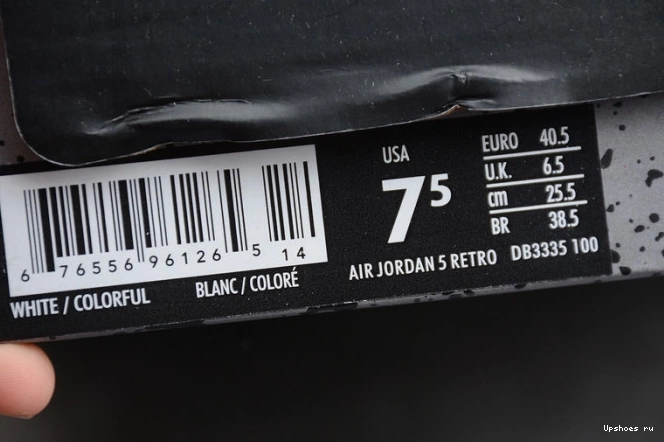 USA
7⁵
EURO 40.5
U.K. 6.5
cm 25.5
BR 38.5
6 76556 96126 5 14
WHITE / COLORFUL BLANC / COLORÉ
AIR JORDAN 5 RETRO DB3335 100
Upshoes ru